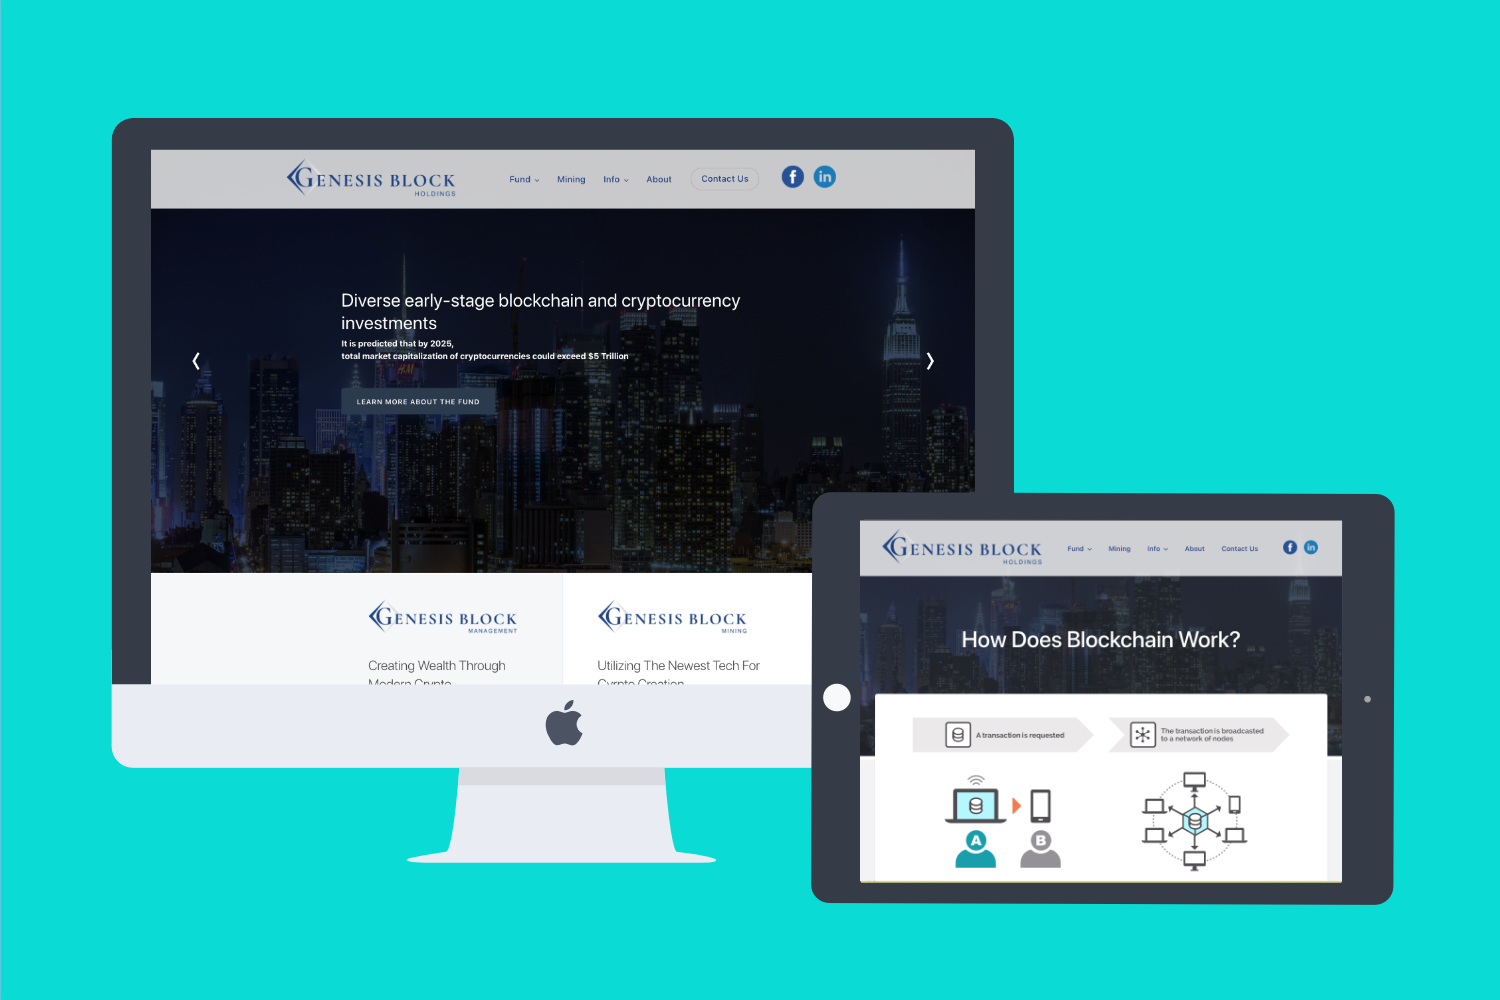 GENESIS BLOCK
HOLDINGS
Fund
Mining
Info
About
Contact Us
f
in
Diverse early-stage blockchain and cryptocurrency
investments
It is predicted that by 2025,
total market capitalization of cryptocurrencies could exceed $5 Trillion
H&M
LEARN MORE ABOUT THE FUND
GENESIS BLOCK
MANAGEMENT
Creating Wealth Through
Modern Crypto
GENESIS BLOCK
MINING
Utilizing The Newest Tech For
Cyrpto Creation
GENESIS BLOCK
HOLDINGS
Fund
Mining
Info
About
Contact Us
f
in
How Does Blockchain Work?
A transaction is requested
The transaction is broadcasted
to a network of nodes
A
B